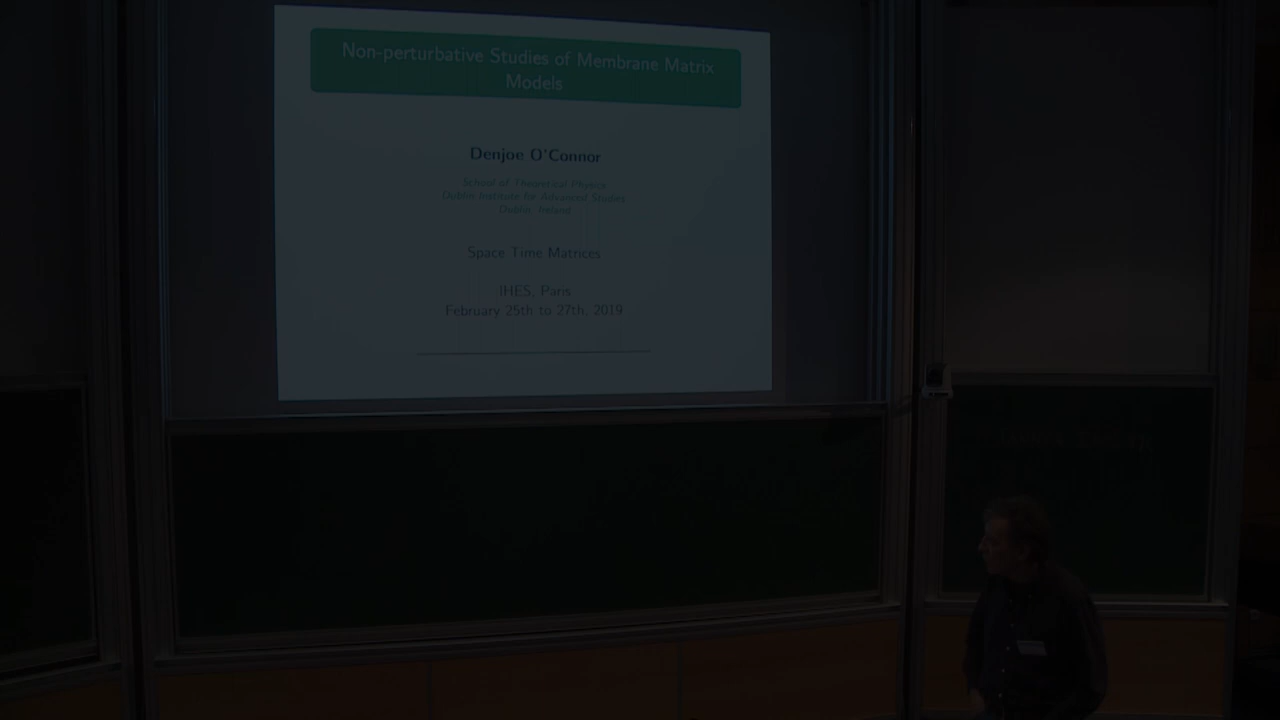 Non-perturbative Studies of Membrane Matrix
Models
Denjoe O'Connor
School of Theoretical Physics
Dublin Institute for Advanced Studies
Dublin, Ireland
Space Time Matrices
IHES, Paris
February 25th to 27th, 2019